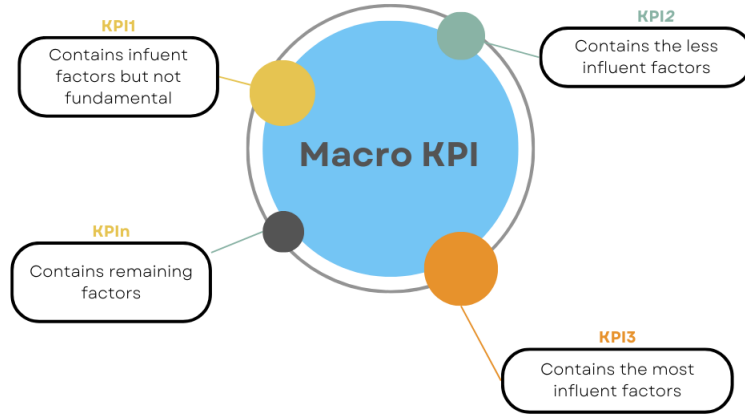 KPI1
Contains infuent
factors but not
fundamental
KPI2
Contains the less
influent factors
Macro KPI
KPIn
Contains remaining
factors
KPI3
Contains the most
influent factors